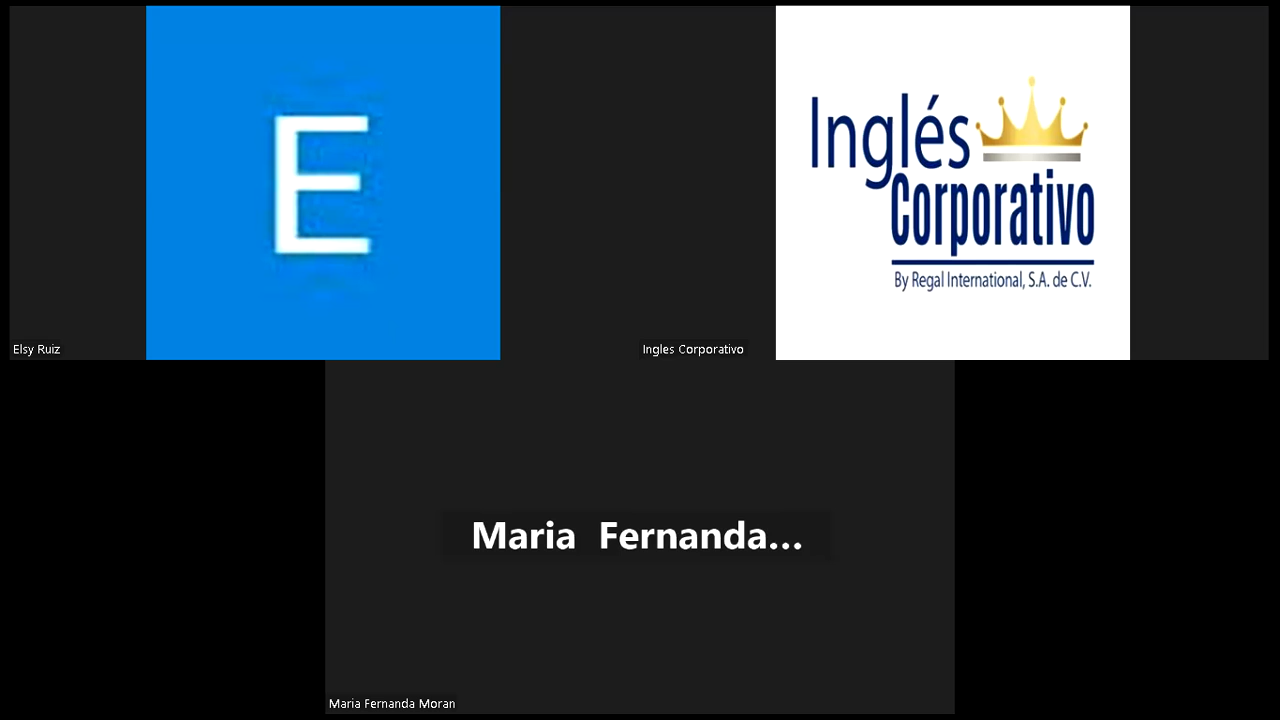 E
Elsy Ruiz
Inglés
Corporativo
By Regal International, S.A. de C.V.
Ingles Corporativo
Maria Fernanda...
Maria Fernanda Moran